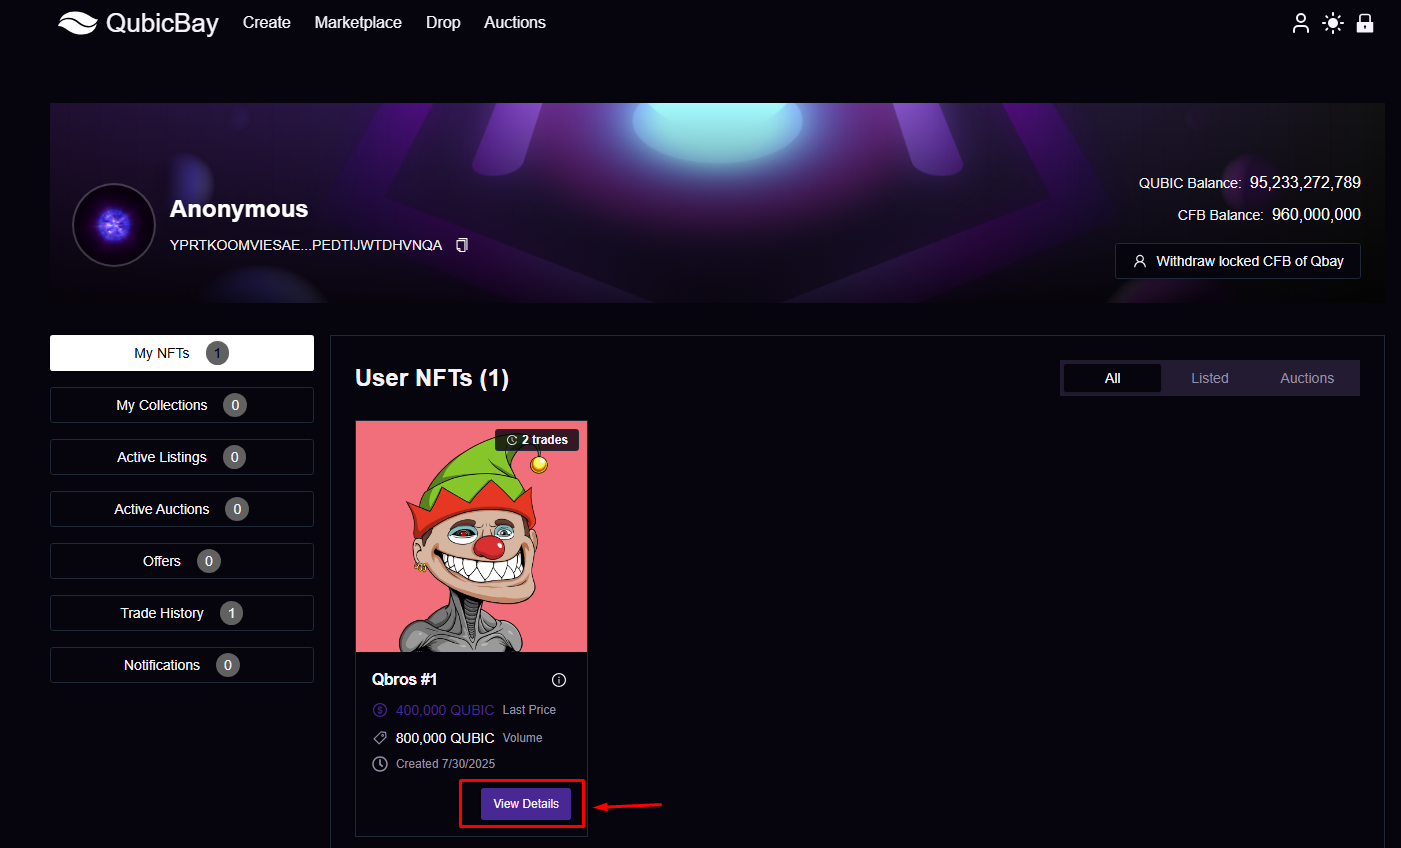 QubicBay Create Marketplace Drop Auctions
Anonymous
YPRTKOOMVIESAE...PEDTIJWTDHVNQA
QUBIC Balance: 95,233,272,789
CFB Balance: 960,000,000
Withdraw locked CFB of Qbay
My NFTs 1
My Collections 0
Active Listings 0
Active Auctions 0
Offers 0
Trade History 1
Notifications 0
User NFTs (1)
All Listed Auctions
2 trades
Qbros #1
400,000 QUBIC Last Price
800,000 QUBIC Volume
Created 7/30/2025
View Details